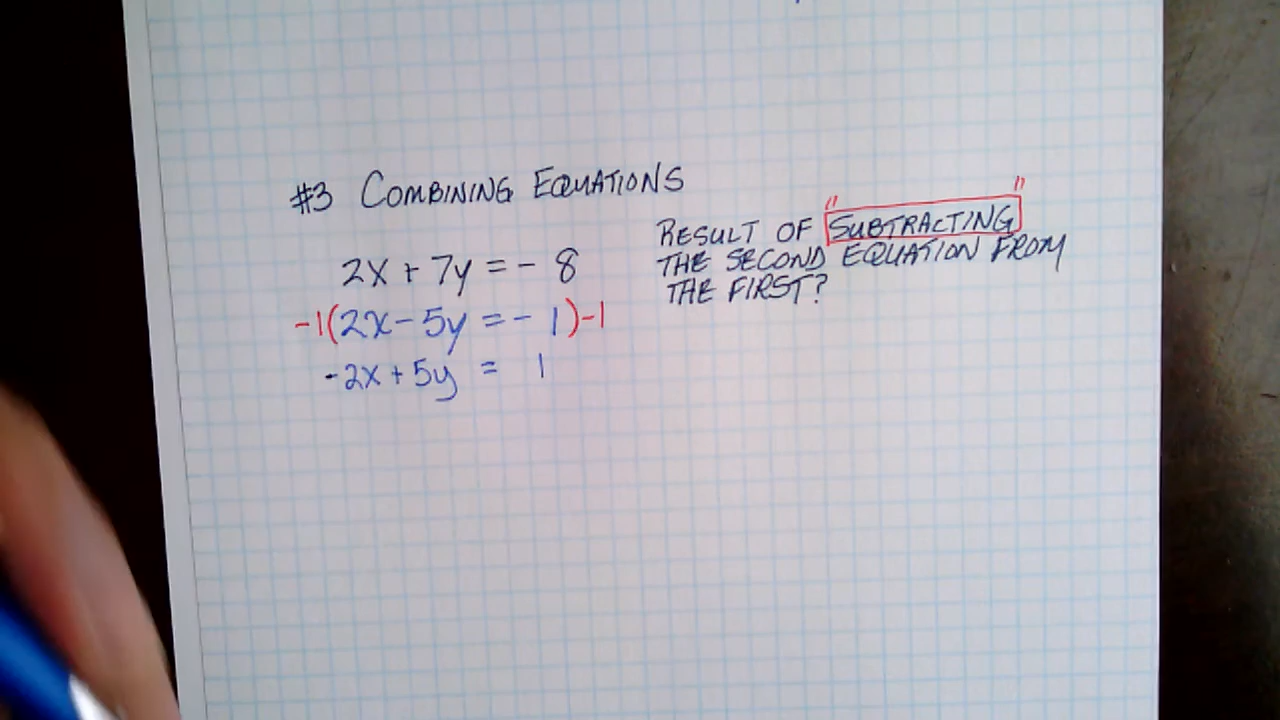 #3 COMBINING EQUATIONS
RESULT OF "SUBTRACTING"
THE SECOND EQUATION FROM
THE FIRST?
2x + 7y = - 8
-1(2x - 5y = - 1)-1
-2x + 5y = 1